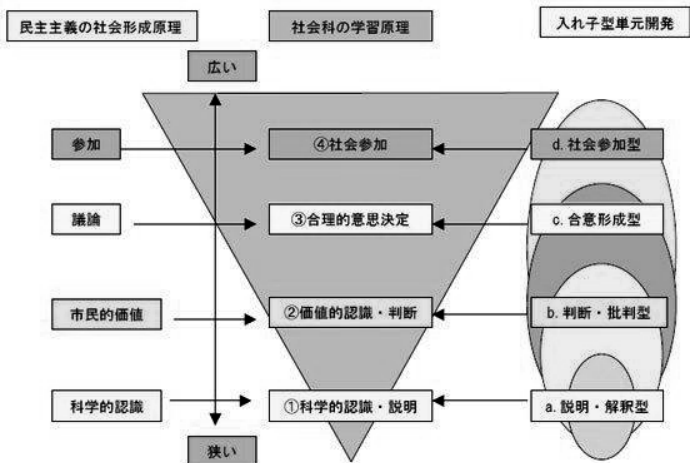 民主主義の社会形成原理
社会科の学習原理
入れ子型単元開発
広い
参加
④社会参加
d. 社会参加型
議論
③合理的意思決定
c. 合意形成型
市民的価値
②価値的認識・判断
b. 判断・批判型
科学的認識
①科学的認識・説明
a. 説明・解釈型
狭い